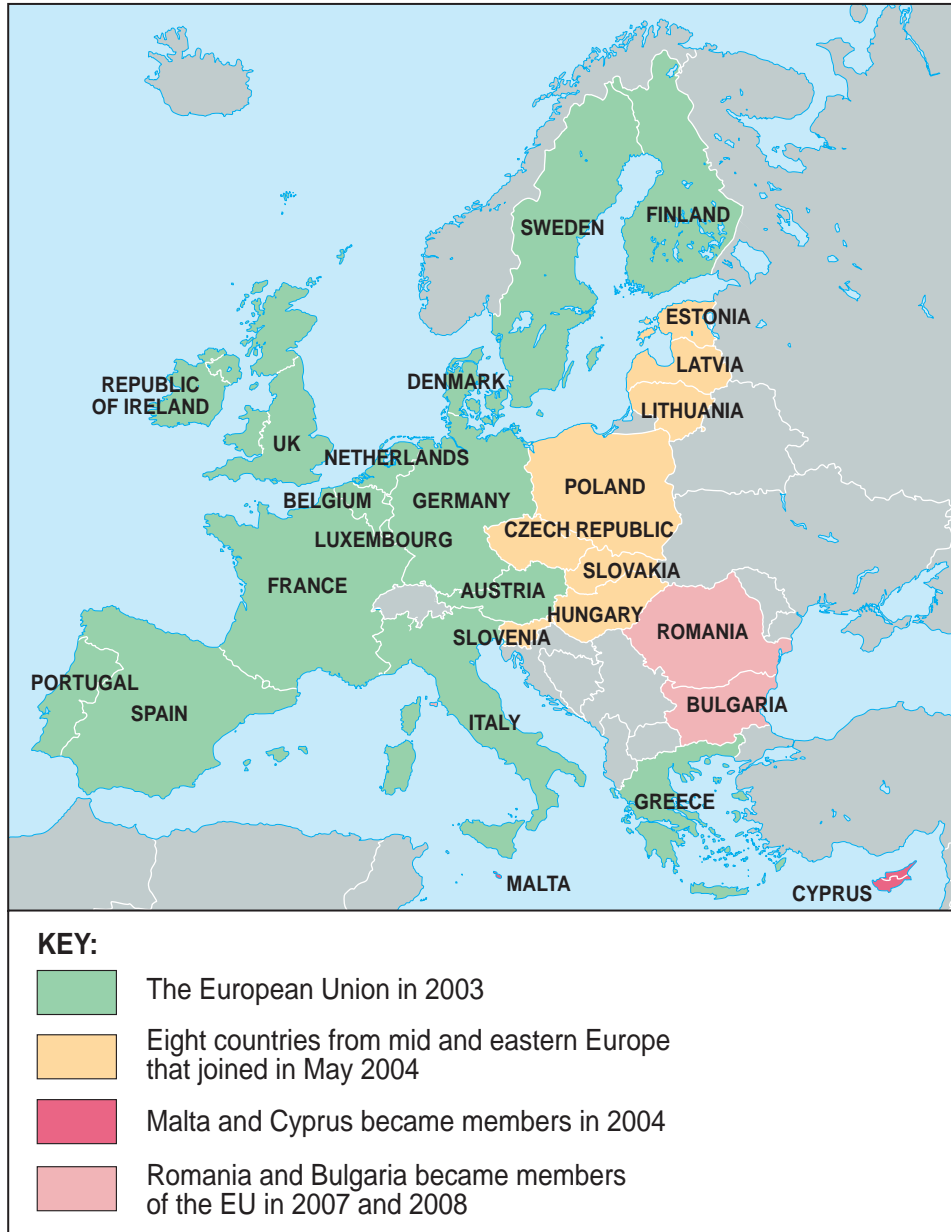 SWEDEN
FINLAND
ESTONIA
LATVIA
LITHUANIA
DENMARK
REPUBLIC
OF IRELAND
UK
NETHERLANDS
BELGIUM
GERMANY
POLAND
LUXEMBOURG
CZECH REPUBLIC
SLOVAKIA
FRANCE
AUSTRIA
HUNGARY
SLOVENIA
ROMANIA
PORTUGAL
SPAIN
ITALY
BULGARIA
GREECE
MALTA
CYPRUS
KEY:
The European Union in 2003
Eight countries from mid and eastern Europe
that joined in May 2004
Malta and Cyprus became members in 2004
Romania and Bulgaria became members
of the EU in 2007 and 2008